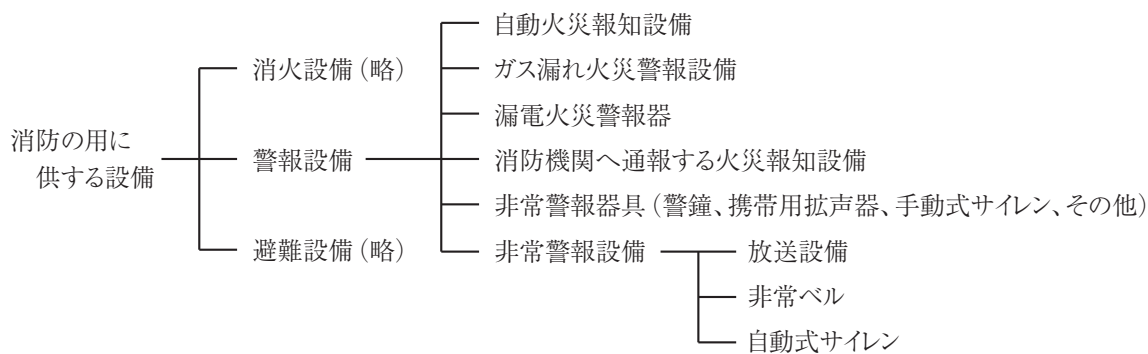 消防の用に
供する設備
消火設備（略）
警報設備
避難設備（略）
自動火災報知設備
ガス漏れ火災警報設備
漏電火災警報器
消防機関へ通報する火災報知設備
非常警報器具（警鐘、携帯用拡声器、手動式サイレン、その他）
非常警報設備
放送設備
非常ベル
自動式サイレン